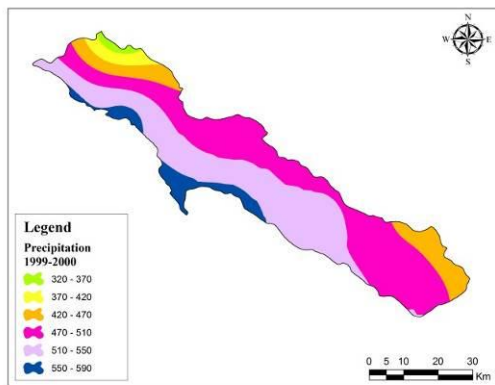 N
W E
S
Legend
Precipitation
1999-2000
320 - 370
370 - 420
420 - 470
470 - 510
510 - 550
550 - 590
0 5 10 20 30
Km